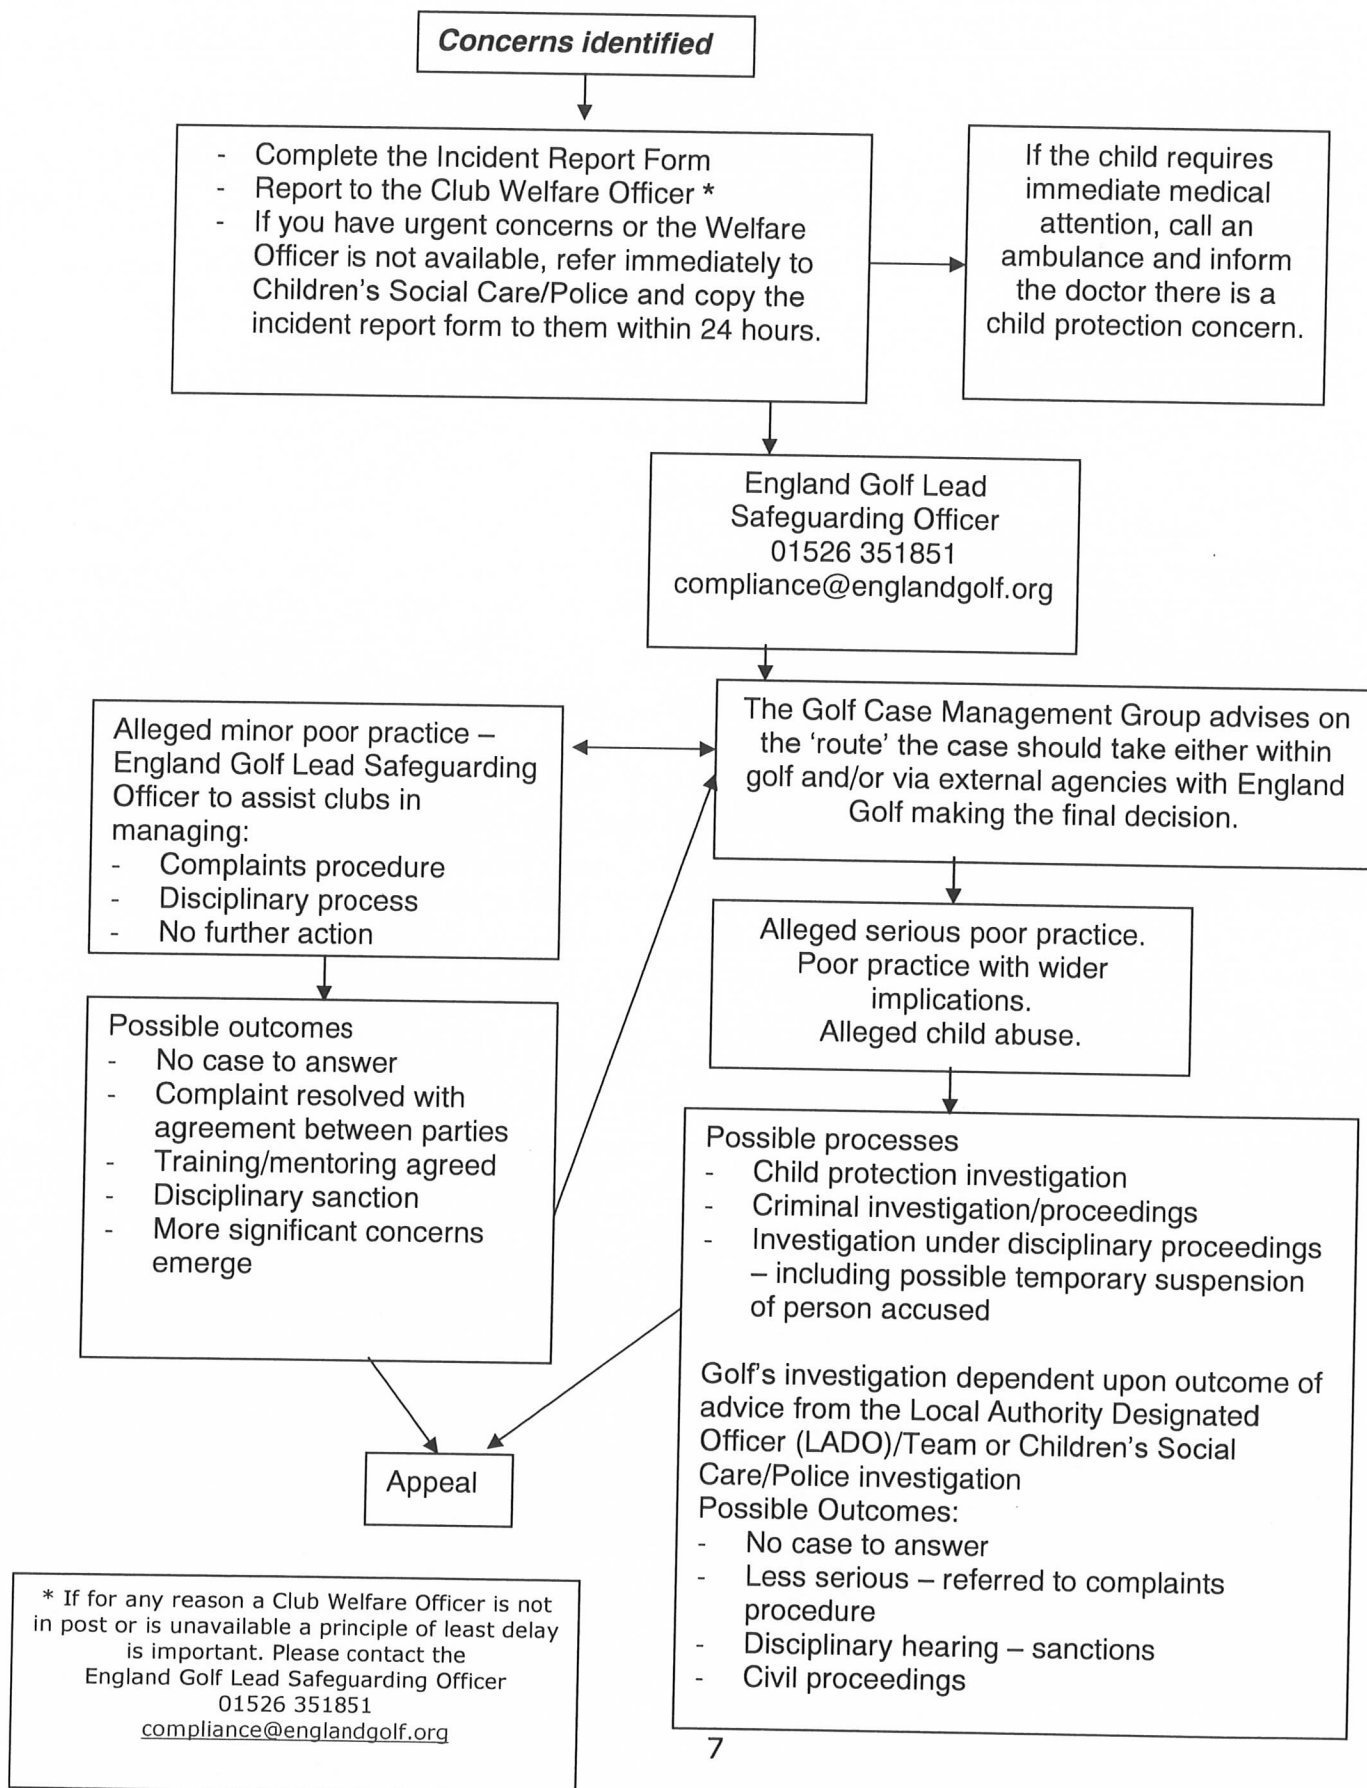 Concerns identified
- Complete the Incident Report Form
- Report to the Club Welfare Officer *
- If you have urgent concerns or the Welfare
Officer is not available, refer immediately to
Children's Social Care/Police and copy the
incident report form to them within 24 hours.
If the child requires
immediate medical
attention, call an
ambulance and inform
the doctor there is a
child protection concern.
England Golf Lead
Safeguarding Officer
01526 351851
compliance@englandgolf.org
Alleged minor poor practice –
England Golf Lead Safeguarding
Officer to assist clubs in
managing:
- Complaints procedure
- Disciplinary process
- No further action
The Golf Case Management Group advises on
the 'route' the case should take either within
golf and/or via external agencies with England
Golf making the final decision.
Alleged serious poor practice.
Poor practice with wider
implications.
Alleged child abuse.
Possible outcomes
- No case to answer
- Complaint resolved with
agreement between parties
- Training/mentoring agreed
- Disciplinary sanction
- More significant concerns
emerge
Possible processes
- Child protection investigation
- Criminal investigation/proceedings
- Investigation under disciplinary proceedings
– including possible temporary suspension
of person accused
Golf's investigation dependent upon outcome of
advice from the Local Authority Designated
Officer (LADO)/Team or Children's Social
Care/Police investigation
Possible Outcomes:
- No case to answer
- Less serious – referred to complaints
procedure
- Disciplinary hearing – sanctions
- Civil proceedings
Appeal
* If for any reason a Club Welfare Officer is not
in post or is unavailable a principle of least delay
is important. Please contact the
England Golf Lead Safeguarding Officer
01526 351851
compliance@englandgolf.org
7